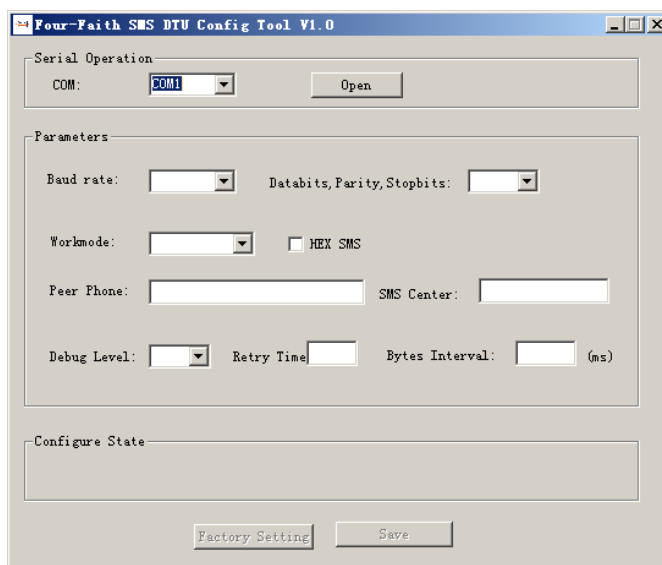 Four-Faith SMS DTU Config Tool V1.0
Serial Operation
COM: COM1 Open
Parameters
Baud rate: Databits,Parity,Stopbits:
Workmode: HEX SMS
Peer Phone: SMS Center:
Debug Level: Retry Time Bytes Interval: (ms)
Configure State
Factory Setting Save